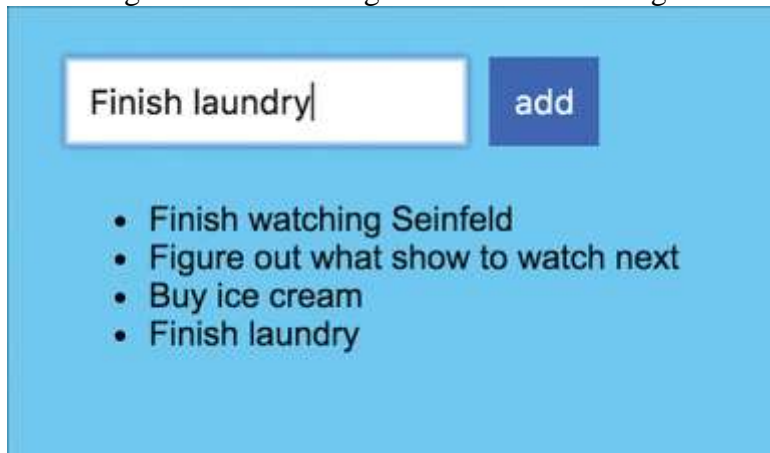 Finish laundry
add
• Finish watching Seinfeld
• Figure out what show to watch next
• Buy ice cream
• Finish laundry